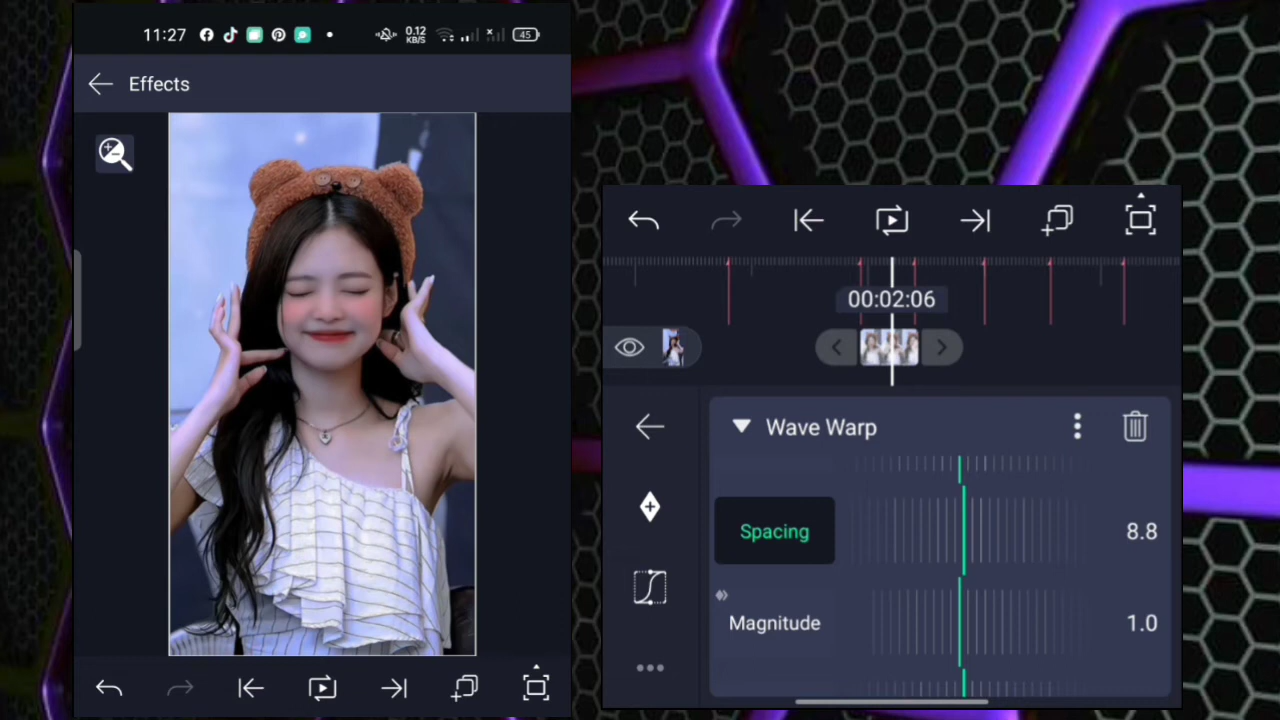 11:27
0.12
KB/S
45
Effects
00:02:06
Wave Warp
Spacing
8.8
Magnitude
1.0